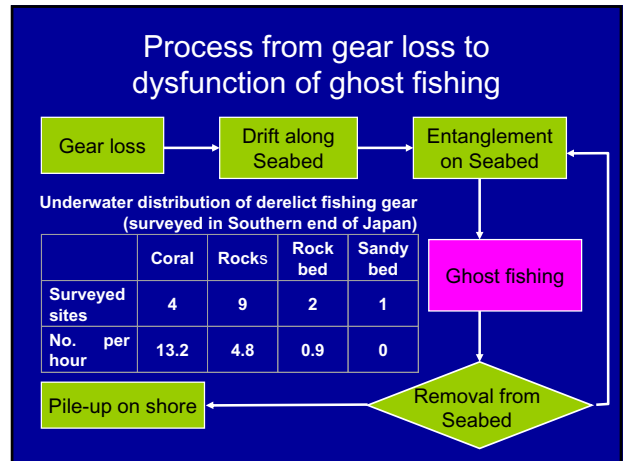 Process from gear loss to
dysfunction of ghost fishing
Gear loss
Drift along
Seabed
Entanglement
on Seabed
Underwater distribution of derelict fishing gear
(surveyed in Southern end of Japan)
Coral Rocks Rock bed Sandy bed
Surveyed sites 4 9 2 1
No. per hour 13.2 4.8 0.9 0
Ghost fishing
Removal from
Seabed
Pile-up on shore